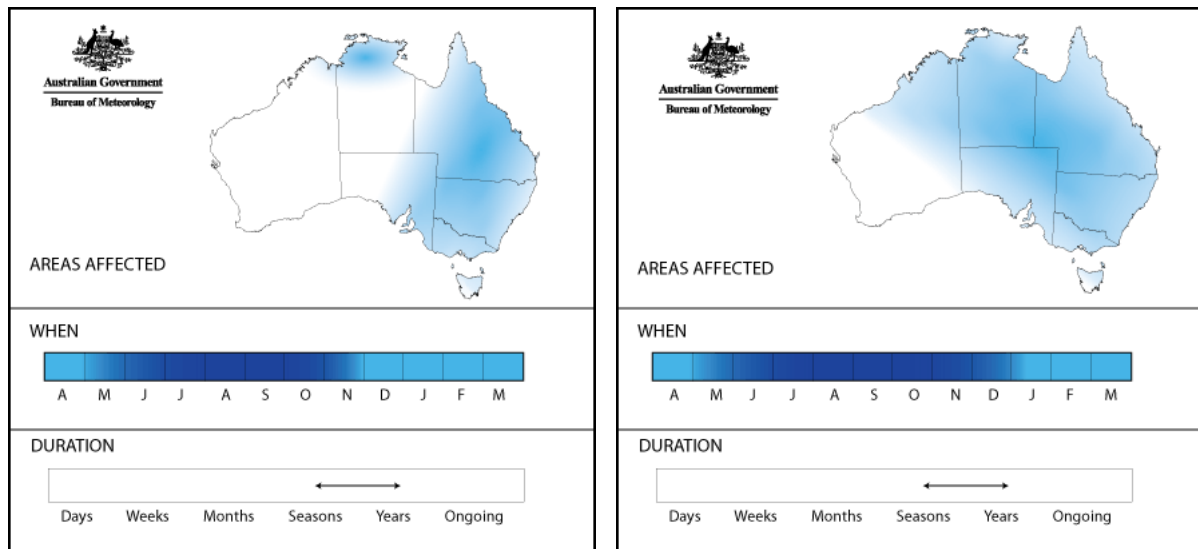 Australian Government
Bureau of Meteorology
AREAS AFFECTED
WHEN
A M J J A S O N D J F M
DURATION
Days Weeks Months Seasons Years Ongoing
Australian Government
Bureau of Meteorology
AREAS AFFECTED
WHEN
A M J J A S O N D J F M
DURATION
Days Weeks Months Seasons Years Ongoing